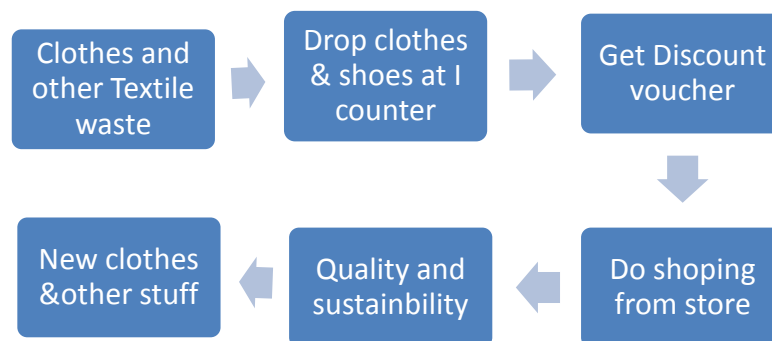 Clothes and
other Textile
waste
Drop clothes
& shoes at I
counter
Get Discount
voucher
Do shoping
from store
Quality and
sustainbility
New clothes
&other stuff